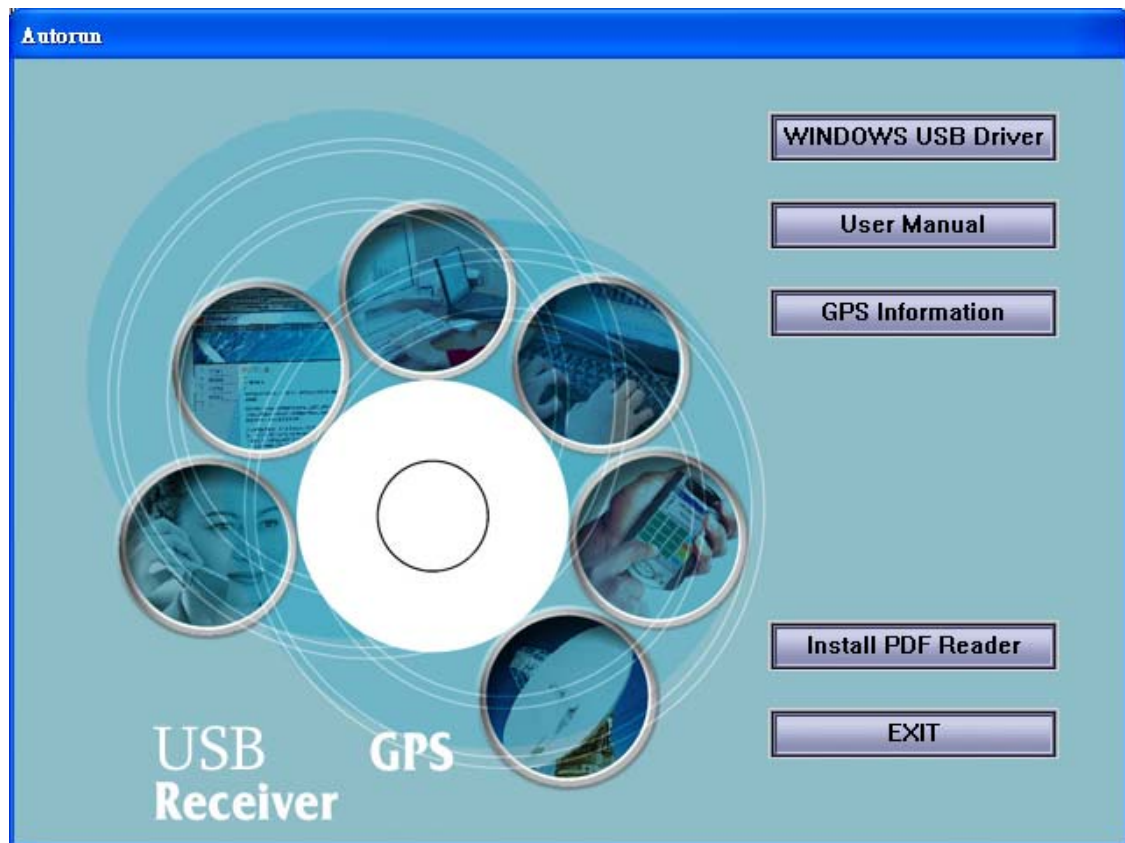 Autorun
WINDOWS USB Driver
User Manual
GPS Information
Install PDF Reader
EXIT
USB GPS
Receiver